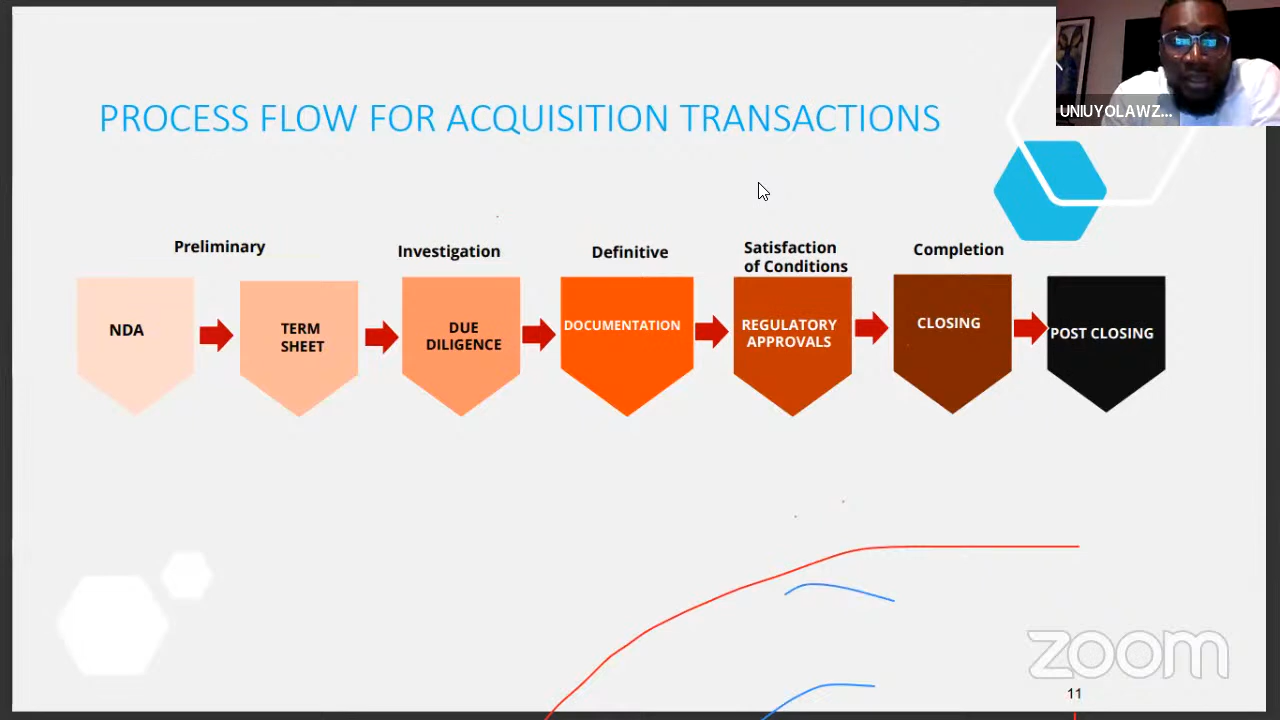 UNIUYOLAWZ...
PROCESS FLOW FOR ACQUISITION TRANSACTIONS
Preliminary
Investigation
Definitive
Satisfaction
of Conditions
Completion
NDA
TERM
SHEET
DUE
DILIGENCE
DOCUMENTATION
REGULATORY
APPROVALS
CLOSING
POST CLOSING
zoom
11